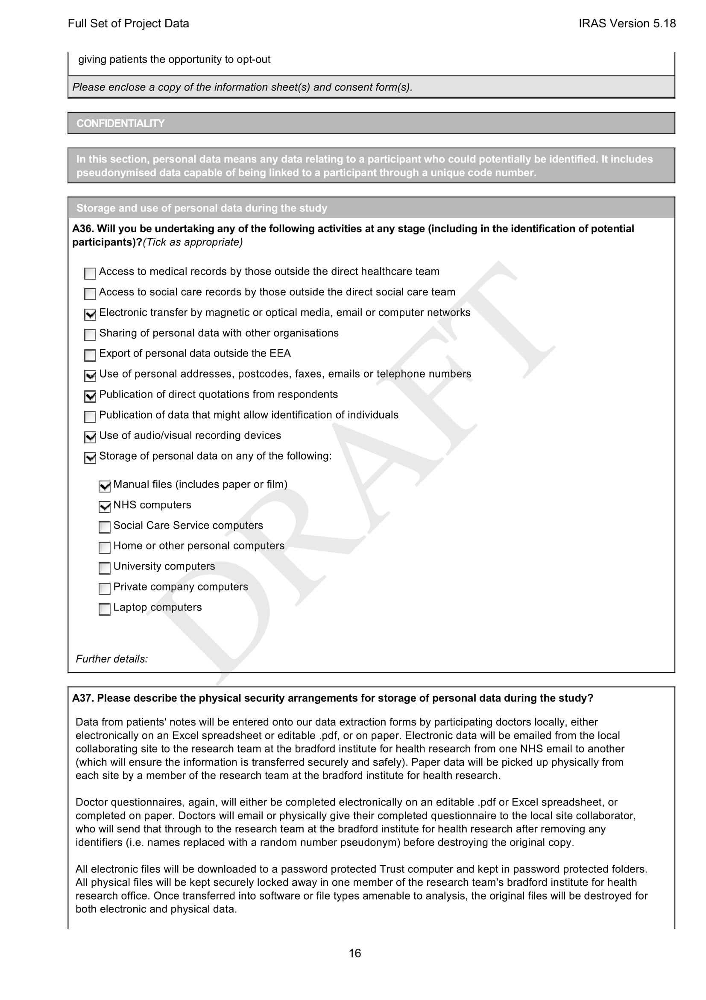 Full Set of Project Data IRAS Version 5.18
giving patients the opportunity to opt-out
Please enclose a copy of the information sheet(s) and consent form(s).
CONFIDENTIALITY
In this section, personal data means any data relating to a participant who could potentially be identified. It includes
pseudonymised data capable of being linked to a participant through a unique code number.
Storage and use of personal data during the study
A36. Will you be undertaking any of the following activities at any stage (including in the identification of potential
participants)?(Tick as appropriate)
Access to medical records by those outside the direct healthcare team
Access to social care records by those outside the direct social care team
Electronic transfer by magnetic or optical media, email or computer networks
Sharing of personal data with other organisations
Export of personal data outside the EEA
Use of personal addresses, postcodes, faxes, emails or telephone numbers
Publication of direct quotations from respondents
Publication of data that might allow identification of individuals
Use of audio/visual recording devices
Storage of personal data on any of the following:
Manual files (includes paper or film)
NHS computers
Social Care Service computers
Home or other personal computers
University computers
Private company computers
Laptop computers
Further details:
DRAFT
A37. Please describe the physical security arrangements for storage of personal data during the study?
Data from patients' notes will be entered onto our data extraction forms by participating doctors locally, either
electronically on an Excel spreadsheet or editable .pdf, or on paper. Electronic data will be emailed from the local
collaborating site to the research team at the bradford institute for health research from one NHS email to another
(which will ensure the information is transferred securely and safely). Paper data will be picked up physically from
each site by a member of the research team at the bradford institute for health research.
Doctor questionnaires, again, will either be completed electronically on an editable .pdf or Excel spreadsheet, or
completed on paper. Doctors will email or physically give their completed questionnaire to the local site collaborator,
who will send that through to the research team at the bradford institute for health research after removing any
identifiers (i.e. names replaced with a random number pseudonym) before destroying the original copy.
All electronic files will be downloaded to a password protected Trust computer and kept in password protected folders.
All physical files will be kept securely locked away in one member of the research team's bradford institute for health
research office. Once transferred into software or file types amenable to analysis, the original files will be destroyed for
both electronic and physical data.
16